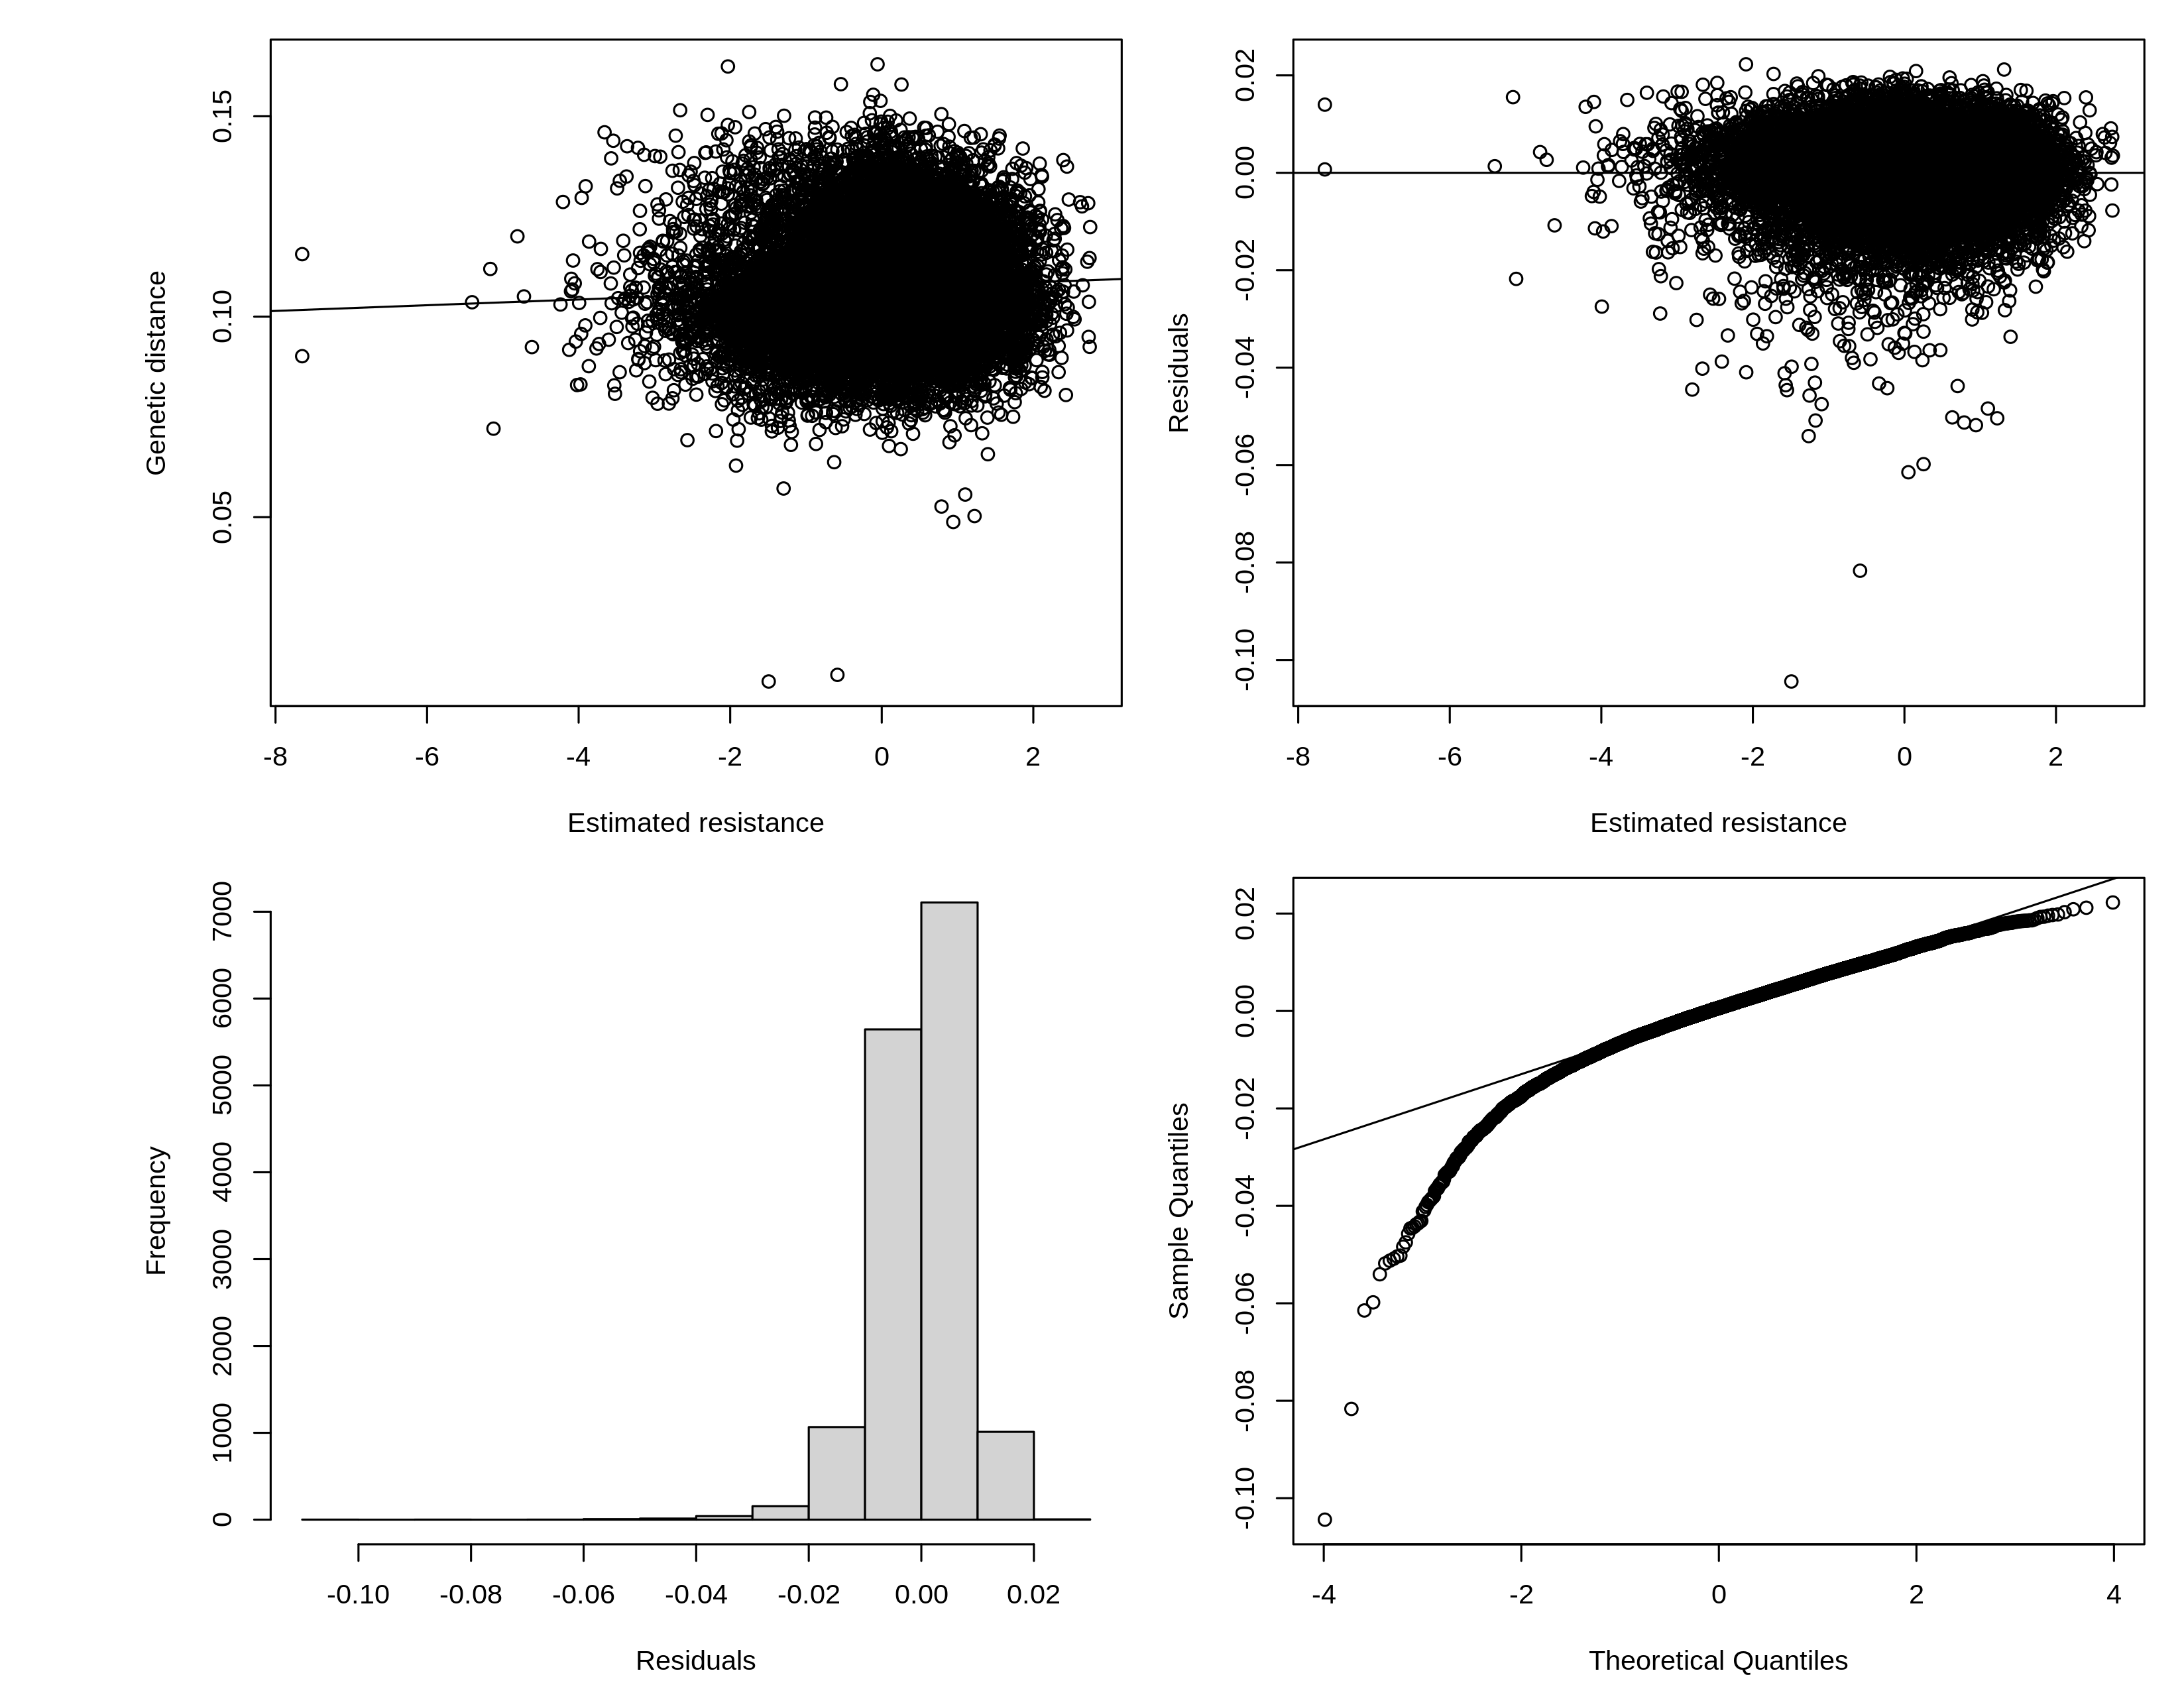 Genetic distance
0.05 0.10 0.15
-8 -6 -4 -2 0 2
Estimated resistance
Residuals
-0.10 -0.08 -0.06 -0.04 -0.02 0.00 0.02
-8 -6 -4 -2 0 2
Estimated resistance
Frequency
0 1000 2000 3000 4000 5000 6000 7000
-0.10 -0.08 -0.06 -0.04 -0.02 0.00 0.02
Residuals
Sample Quantiles
-0.10 -0.08 -0.06 -0.04 -0.02 0.00 0.02
-4 -2 0 2 4
Theoretical Quantiles